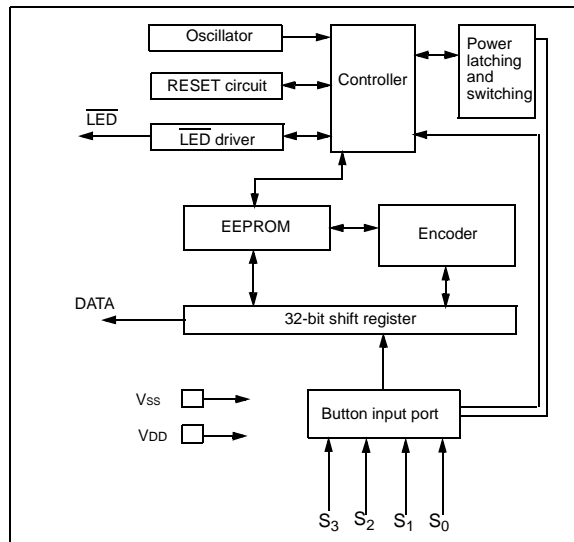 Oscillator
RESET circuit
LED
LED driver
Controller
Power
latching
and
switching
EEPROM
Encoder
DATA
32-bit shift register
VSS
VDD
Button input port
S3 S2 S1 S0